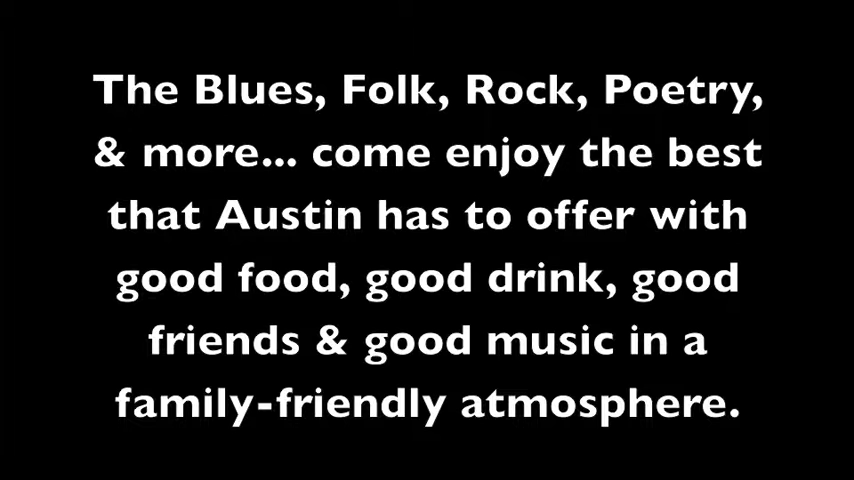 The Blues, Folk, Rock, Poetry,
& more... come enjoy the best
that Austin has to offer with
good food, good drink, good
friends & good music in a
family-friendly atmosphere.